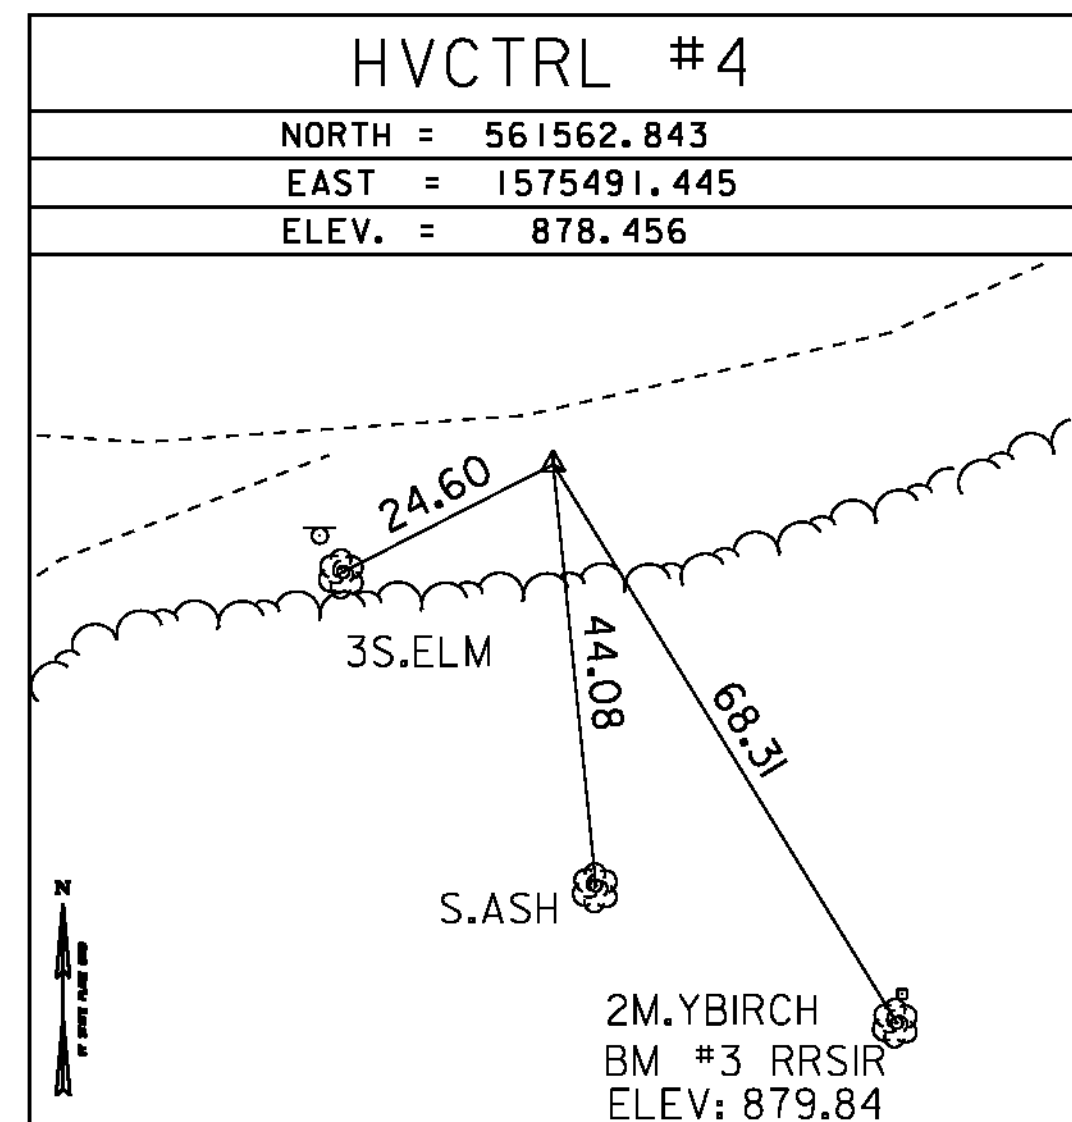 HVCTRL #4
NORTH = 561562.843
EAST = 1575491.445
ELEV. = 878.456
24.60
3S.ELM
44.08
68.31
S.ASH
N
2M.YBIRCH
BM #3 RRSIR
ELEV: 879.84